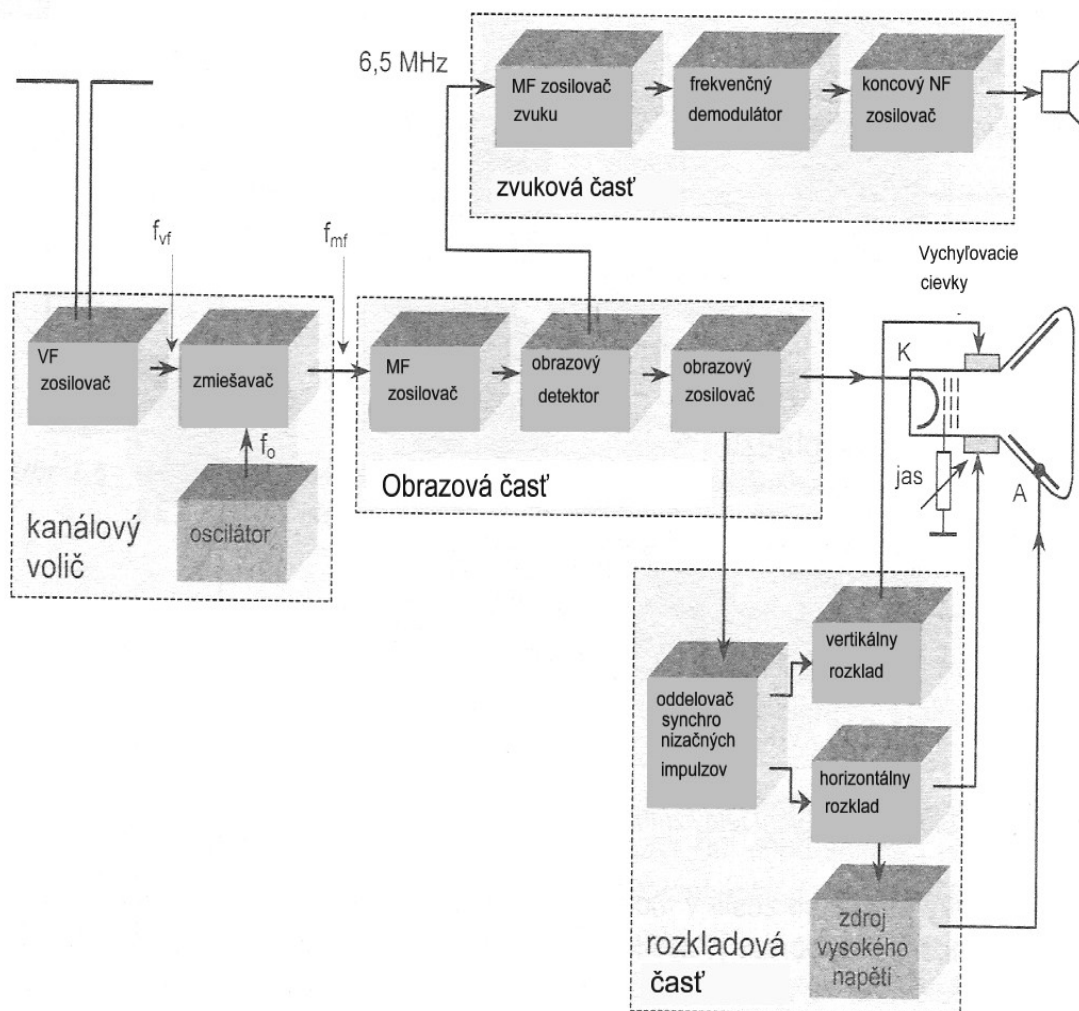 6,5 MHz
MF zosilovač
zvuku
frekvenčný
demodulátor
koncový NF
zosilovač
zvuková časť
f_vf
f_mf
Vychyľovacie
cievky
VF
zosilovač
zmiešavač
f_o
oscilátor
kanálový
volič
MF
zosilovač
obrazový
detektor
obrazový
zosilovač
Obrazová časť
K
jas
A
oddelovač
synchro
nizačných
impulzov
vertikálny
rozklad
horizontálny
rozklad
zdroj
vysokého
napětí
rozkladová
časť